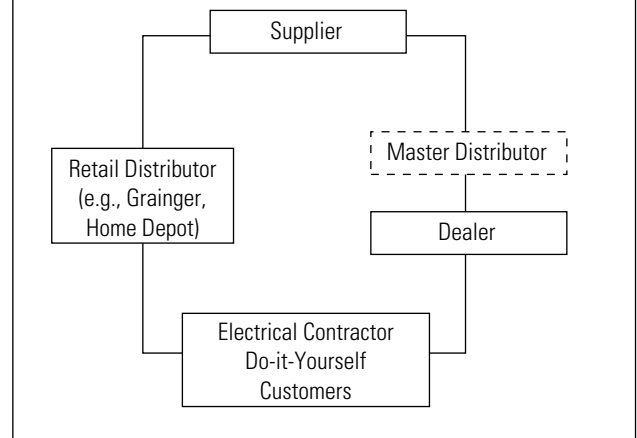 Supplier
Retail Distributor
(e.g., Grainger,
Home Depot)
Master Distributor
Dealer
Electrical Contractor
Do-it-Yourself
Customers